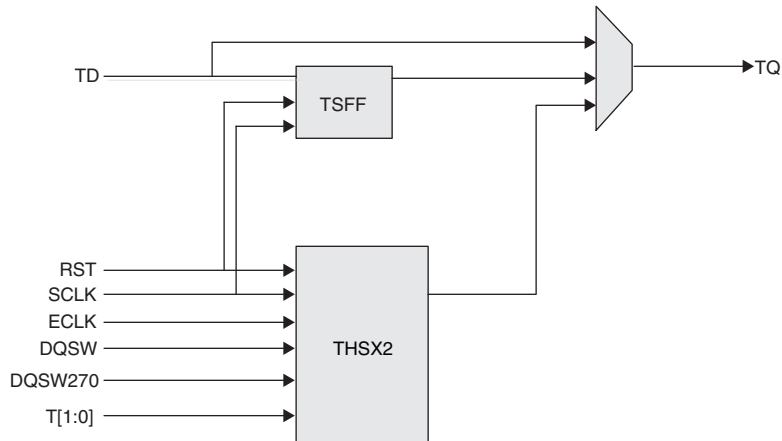 TD
TSFF
TQ
RST
SCLK
ECLK
DQSW
THSX2
DQSW270
T[1:0]